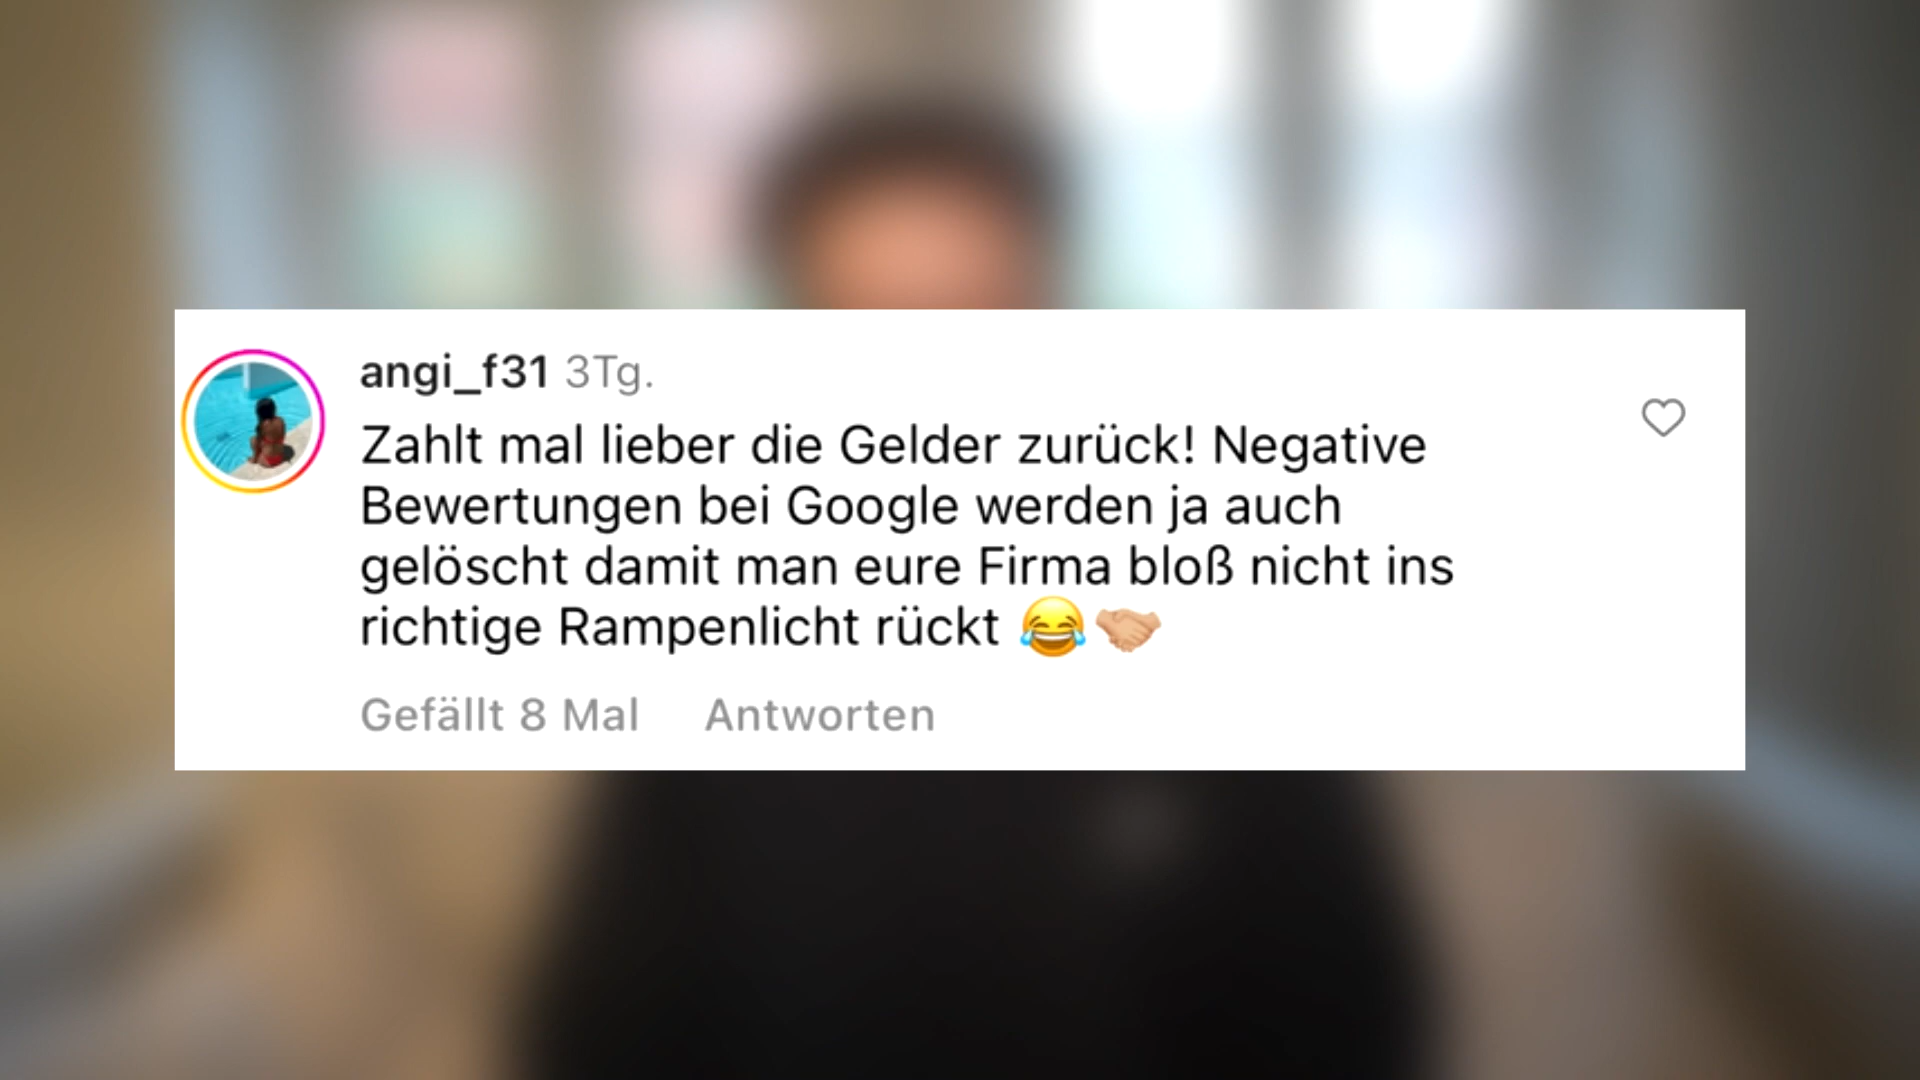 angi_f31 3Tg.
Zahlt mal lieber die Gelder zurück! Negative
Bewertungen bei Google werden ja auch
gelöscht damit man eure Firma bloß nicht ins
richtige Rampenlicht rückt 😂🤝🏼
Gefällt 8 Mal Antworten